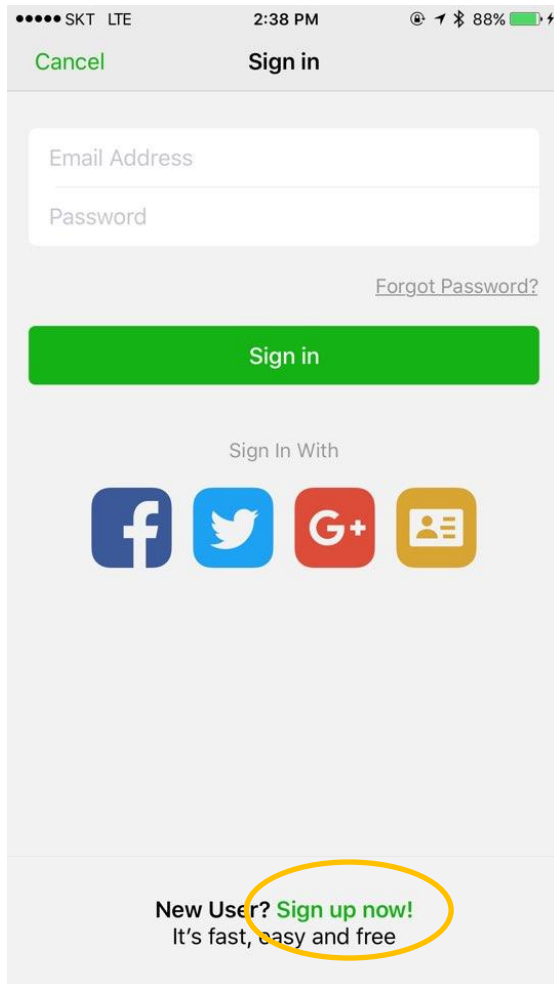 SKT LTE 2:38 PM 88%
Cancel Sign in
Email Address
Password
Forgot Password?
Sign in
Sign In With
f G+
New User? Sign up now!
It's fast, easy and free